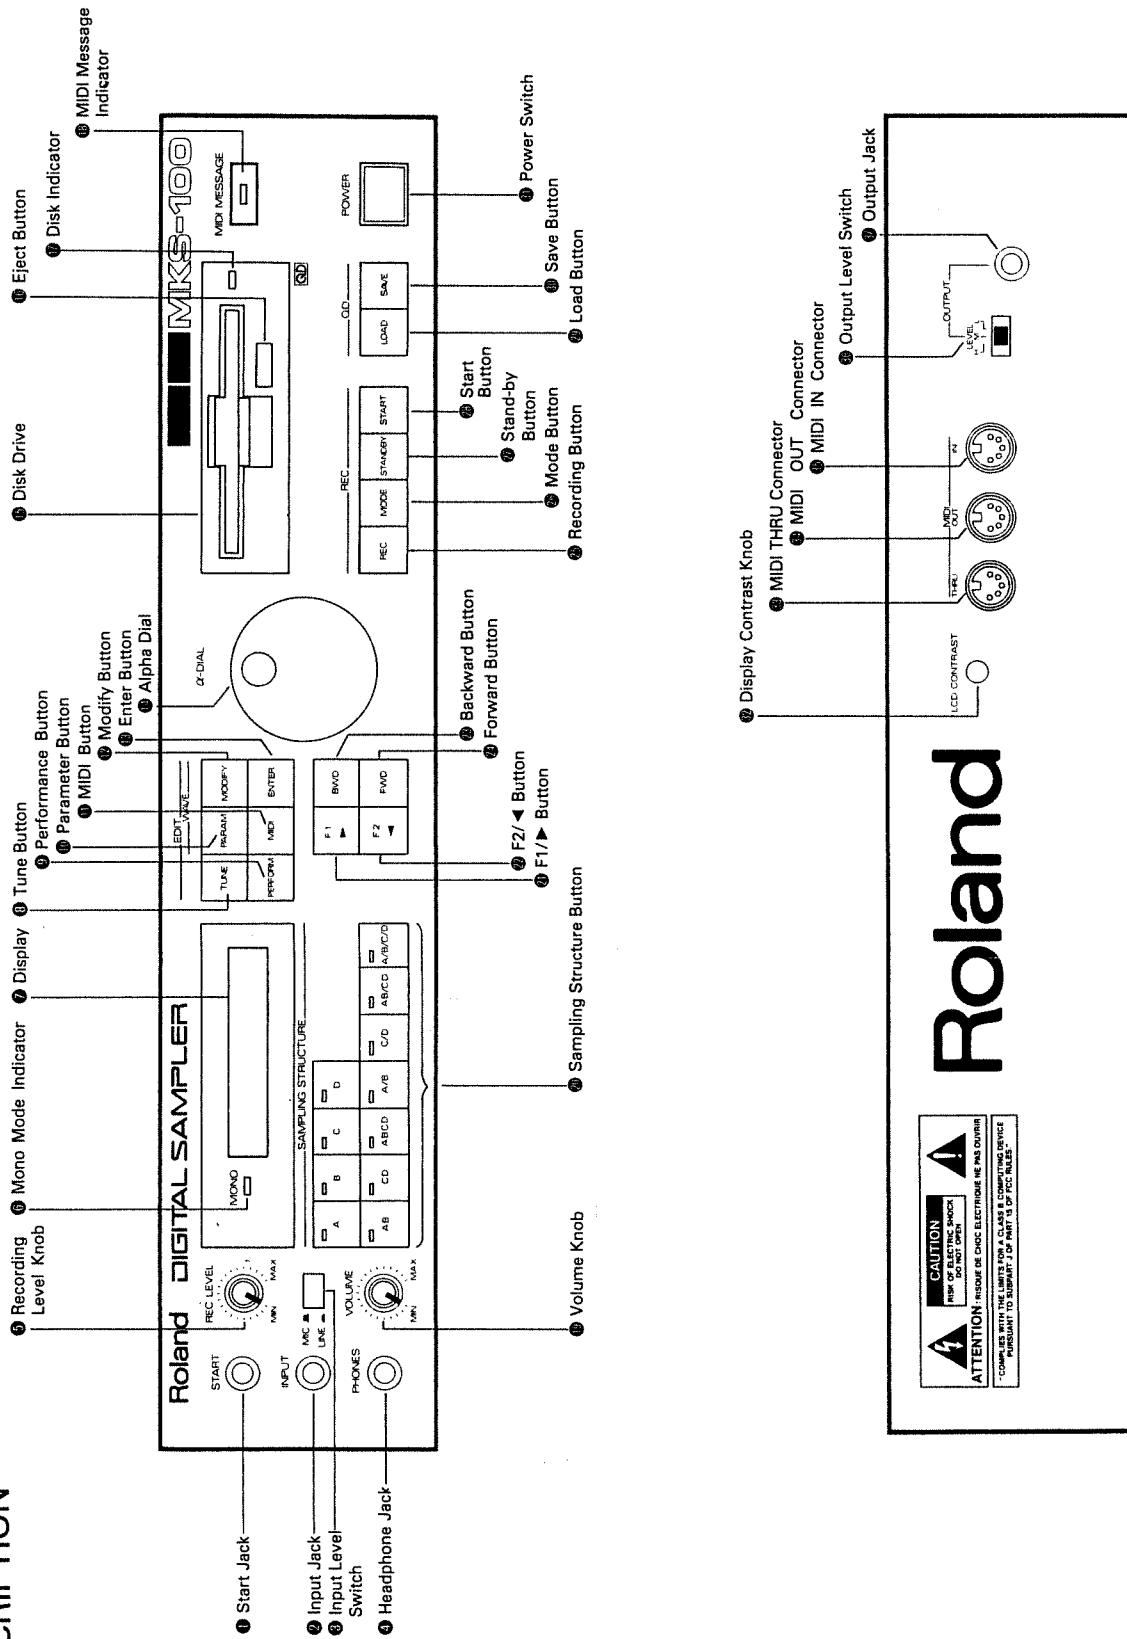 ❺ Recording
Level Knob
❻ Mono Mode Indicator
❼ Display
❽ Tune Button
❾ Performance Button
❿ Parameter Button
⓫ MIDI Button
⓬ Modify Button
⓭ Enter Button
⓮ Alpha Dial
Disk Drive
Eject Button
⓱ Disk Indicator
MIDI Message
Indicator
Roland DIGITAL SAMPLER
MKS-100
START
REC LEVEL
MIN
MAX
MONO
EDIT
WAVE
TUNE
PARAM
MODIFY
PERFORM
MIDI
ENTER
α-DIAL
QD
MIDI MESSAGE
INPUT
MIC
LINE
PHONES
VOLUME
MIN
MAX
SAMPLING STRUCTURE
A
B
C
D
AB
CD
ABCD
A/B
C/D
AB/CD
A/B/C/D
F1
▶
BWD
F2
◀
FWD
REC
REC
MODE
STANDBY
START
QD
LOAD
SAVE
POWER
❶ Start Jack
❷ Input Jack
❸ Input Level
Switch
❹ Headphone Jack
Volume Knob
Sampling Structure Button
F1/▶ Button
F2/◀ Button
Backward Button
Forward Button
Recording Button
Mode Button
Stand-by
Button
Start
Button
Load Button
Save Button
Power Switch
Display Contrast Knob
MIDI THRU Connector
MIDI OUT Connector
MIDI IN Connector
Output Level Switch
Output Jack
CAUTION
RISK OF ELECTRIC SHOCK
DO NOT OPEN
ATTENTION: RISQUE DE CHOC ELECTRIQUE NE PAS OUVRIR
"COMPLIES WITH THE LIMITS FOR A CLASS B COMPUTING DEVICE
PURSUANT TO SUBPART J OF PART 15 OF FCC RULES."
Roland
LCD CONTRAST
MIDI
THRU
OUT
IN
OUTPUT
LEVEL
H M L